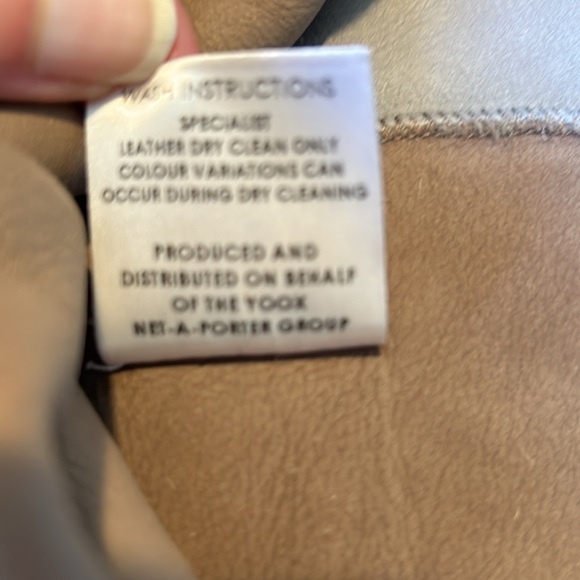 WASH INSTRUCTIONS
SPECIALIST
LEATHER DRY CLEAN ONLY
COLOUR VARIATIONS CAN
OCCUR DURING DRY CLEANING
PRODUCED AND
DISTRIBUTED ON BEHALF
OF THE YOOX
NET-A-PORTER GROUP